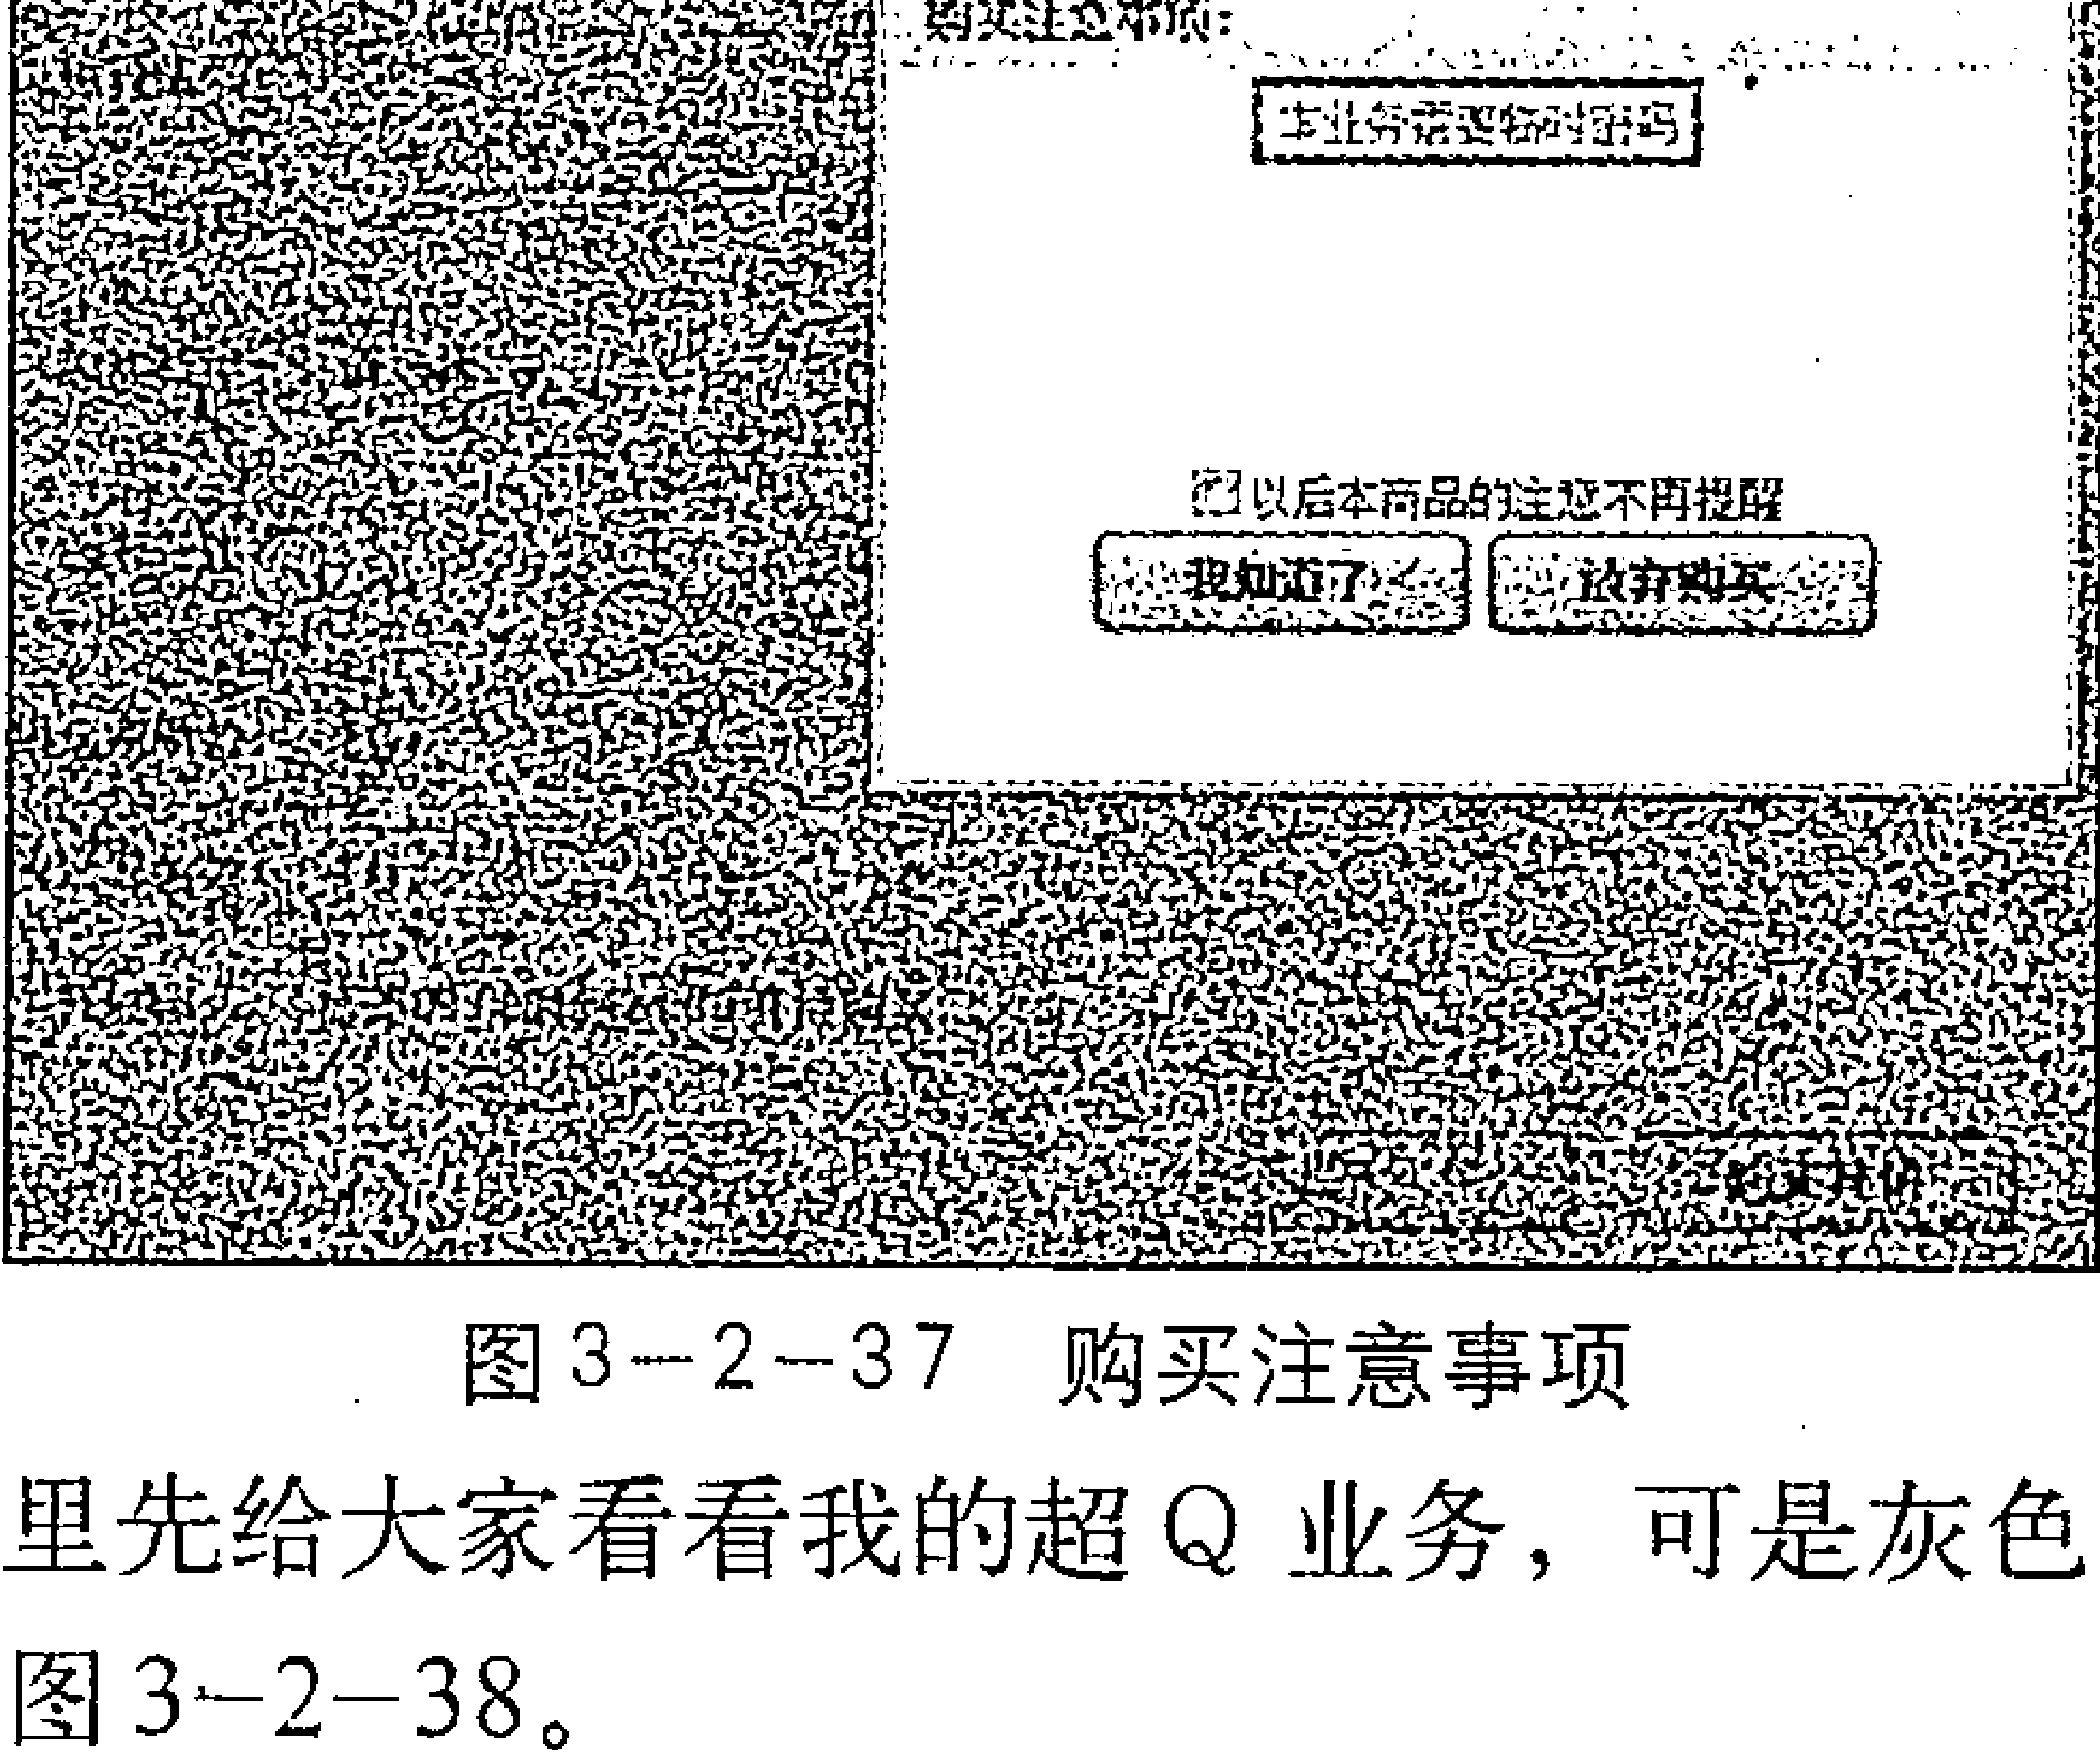 购买注意事项：
本业务需要临时密码
以后本商品的注意不再提醒
我知道了 放弃购买
图3-2-37 购买注意事项
里先给大家看看我的超Q 业务，可是灰色
图3-2-38。